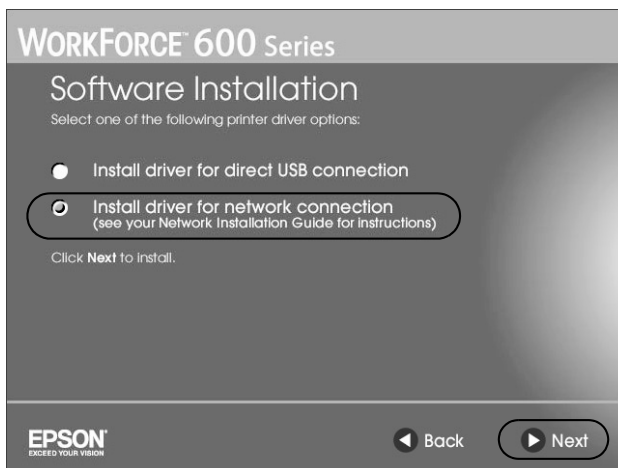 WORKFORCE™ 600 Series
Software Installation
Select one of the following printer driver options:
Install driver for direct USB connection
Install driver for network connection
(see your Network Installation Guide for instructions)
Click Next to install.
EPSON®
EXCEED YOUR VISION
Back
Next